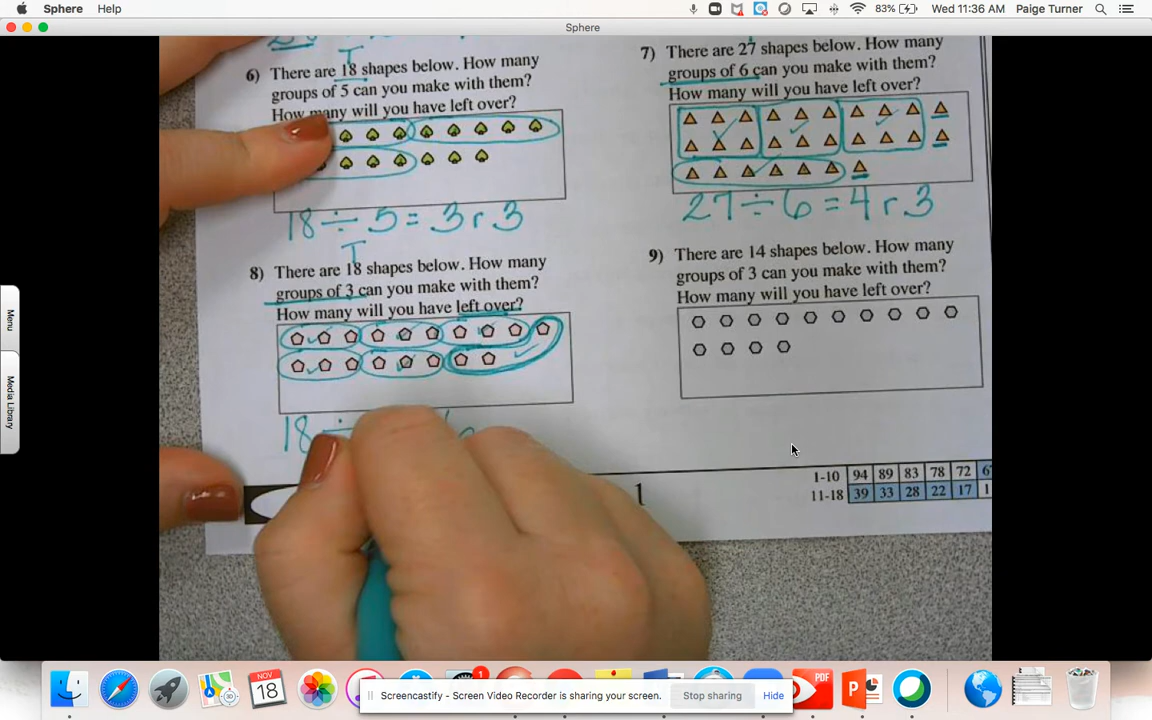 Sphere Help
83% Wed 11:36 AM Paige Turner
Sphere
Menu
Media Library
T
6) There are 18 shapes below. How many
groups of 5 can you make with them?
How many will you have left over?
18 ÷ 5 = 3 r 3
7) There are 27 shapes below. How many
groups of 6 can you make with them?
How many will you have left over?
27 ÷ 6 = 4 r 3
T
8) There are 18 shapes below. How many
groups of 3 can you make with them?
How many will you have left over?
18 ÷
9) There are 14 shapes below. How many
groups of 3 can you make with them?
How many will you have left over?
1
1-10 94 89 83 78 72
11-18 39 33 28 22 17
NOV
18
1
PDF
P
Screencastify - Screen Video Recorder is sharing your screen. Stop sharing Hide